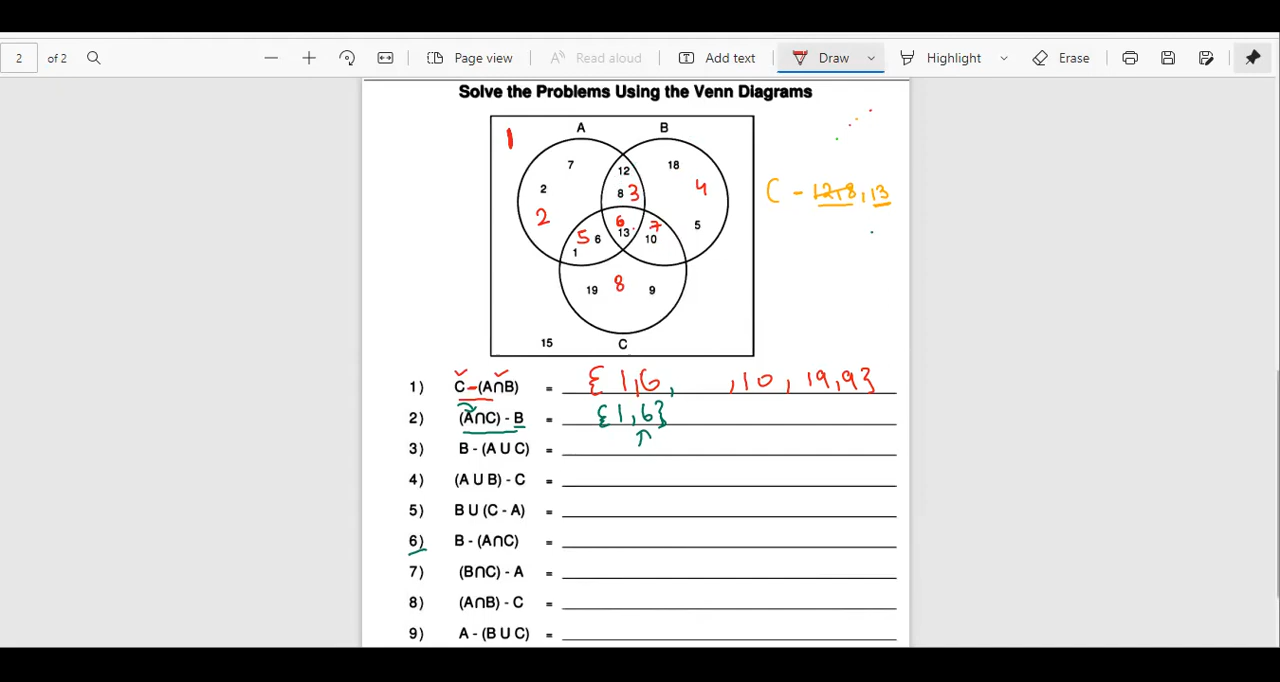 2 of 2 Page view Read aloud Add text Draw Highlight Erase
Solve the Problems Using the Venn Diagrams
1 A B
7 12 18
2 8 3 4 C - 12,8, 13
2 6 7 5
5 6 13 10
1
8
19 9
15 C
1) C - (A∩B) = { 1,6, ,10, 19,9}
2) (A∩C) - B = {1,6}
3) B - (A U C) =
4) (A U B) - C =
5) B U (C - A) =
6) B - (A∩C) =
7) (B∩C) - A =
8) (A∩B) - C =
9) A - (B U C) =